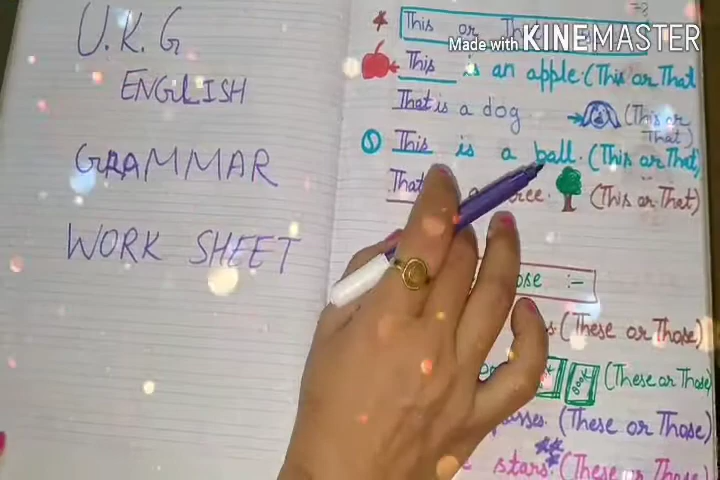 U.K.G
ENGLISH
GRAMMAR
WORK SHEET
This or That
Made with KINEMASTER
This is an apple. (This or That
That is a dog (This or That)
This is a ball. (This or That)
That (This or That)
:-
(These or Those)
BOOK (These or Those
(These or Those)
stars. (These or Those)